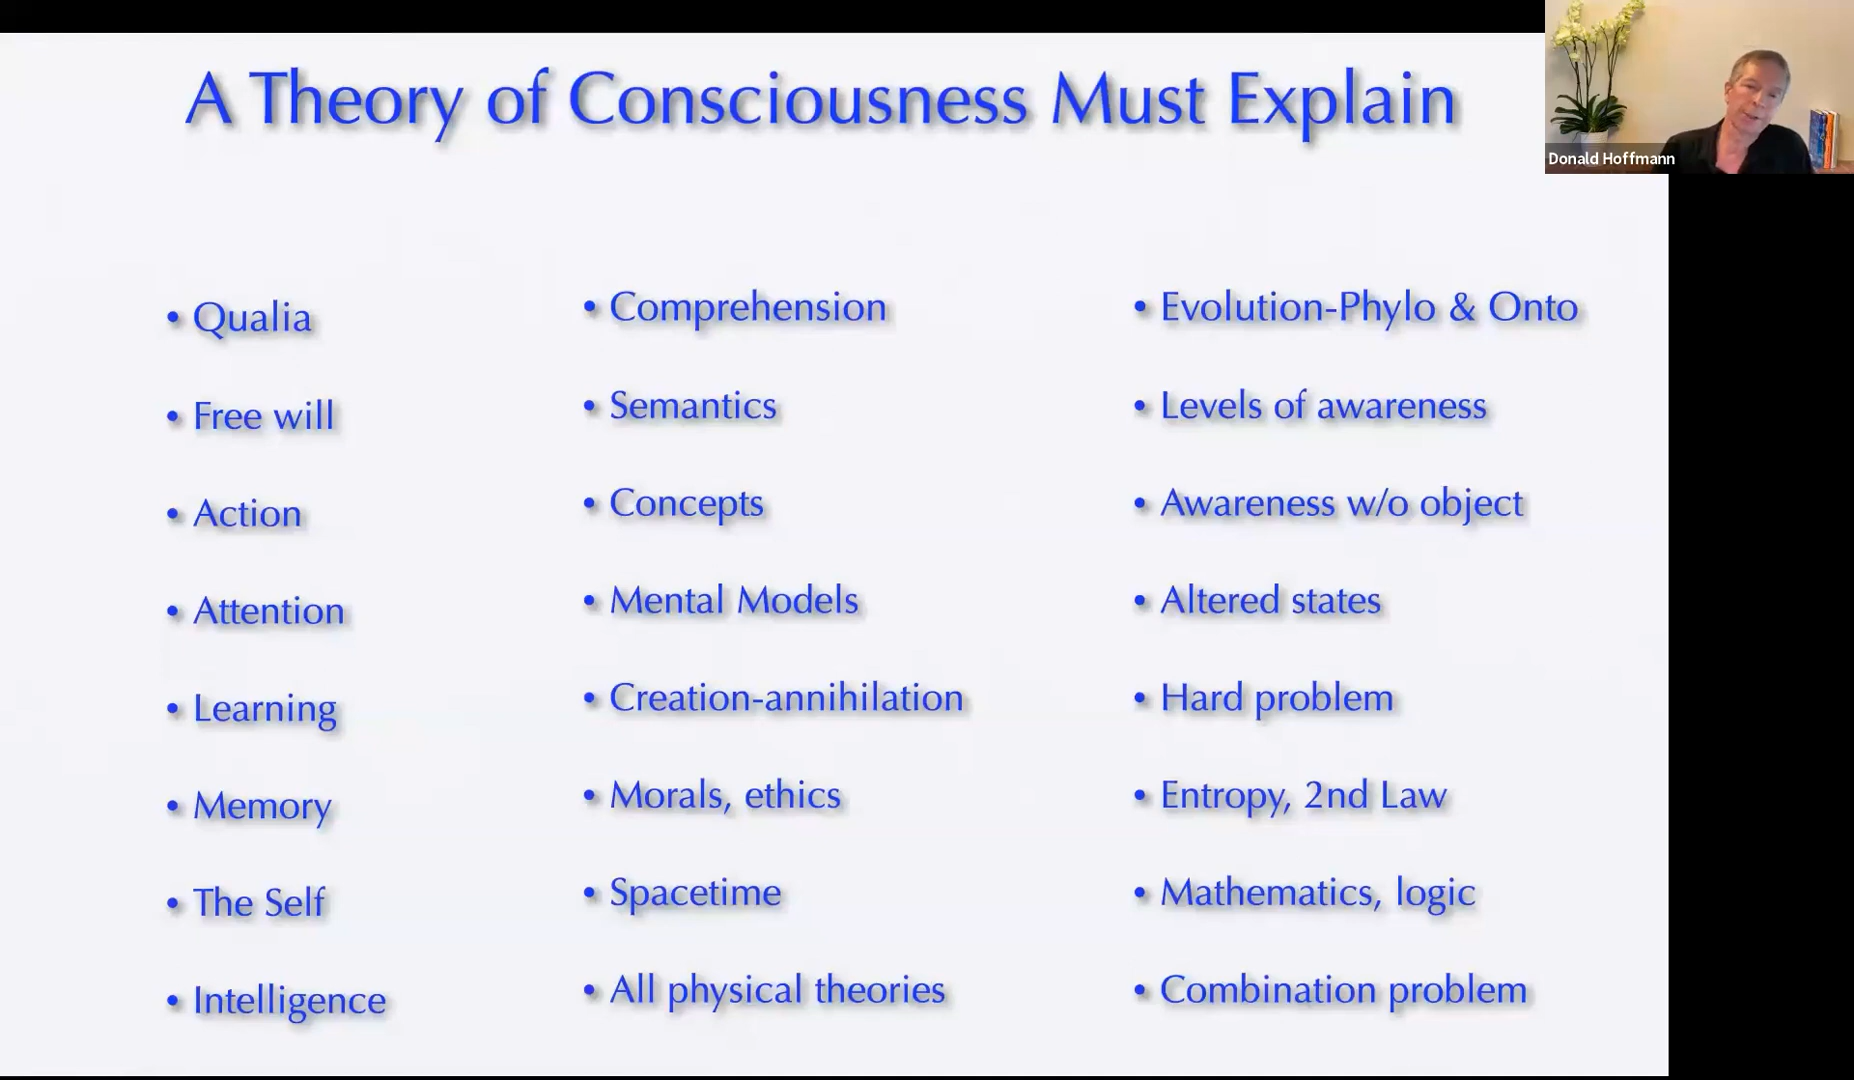 A Theory of Consciousness Must Explain
Donald Hoffmann
• Qualia
• Free will
• Action
• Attention
• Learning
• Memory
• The Self
• Intelligence
• Comprehension
• Semantics
• Concepts
• Mental Models
• Creation-annihilation
• Morals, ethics
• Spacetime
• All physical theories
• Evolution-Phylo & Onto
• Levels of awareness
• Awareness w/o object
• Altered states
• Hard problem
• Entropy, 2nd Law
• Mathematics, logic
• Combination problem